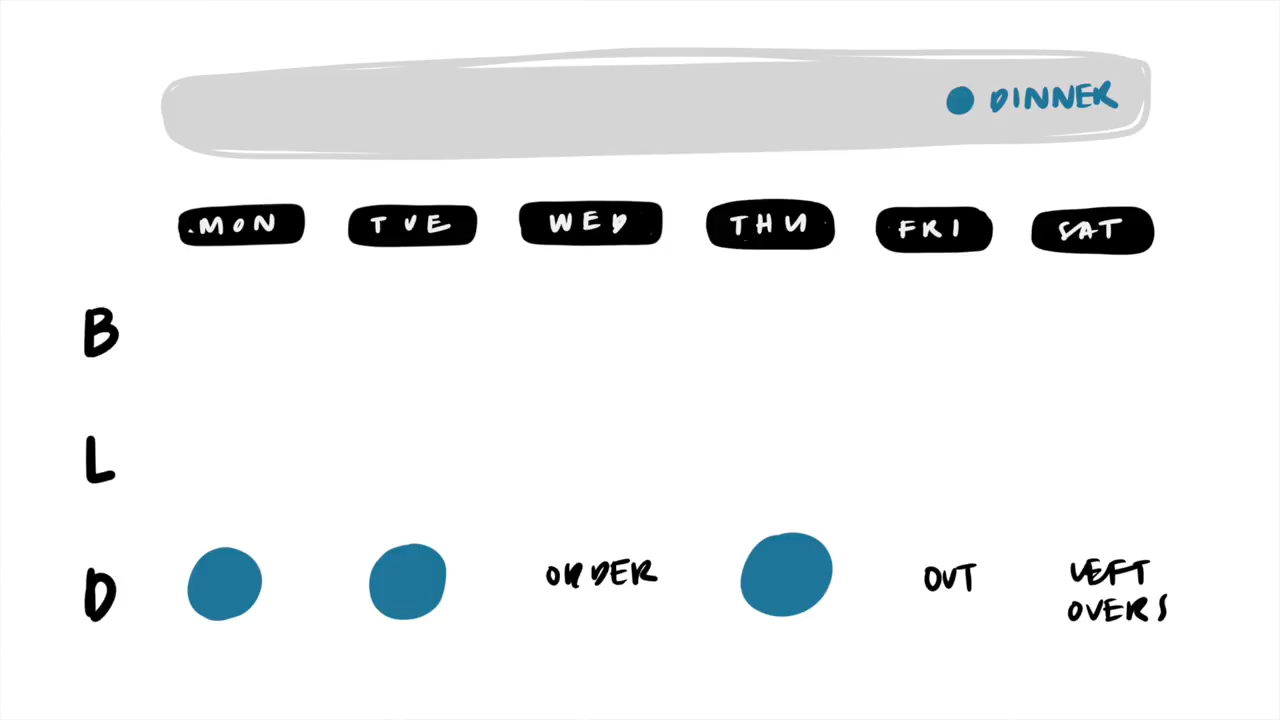 DINNER
MON TUE WED THU FRI SAT
B
L
D ORDER OUT LEFT
OVERS